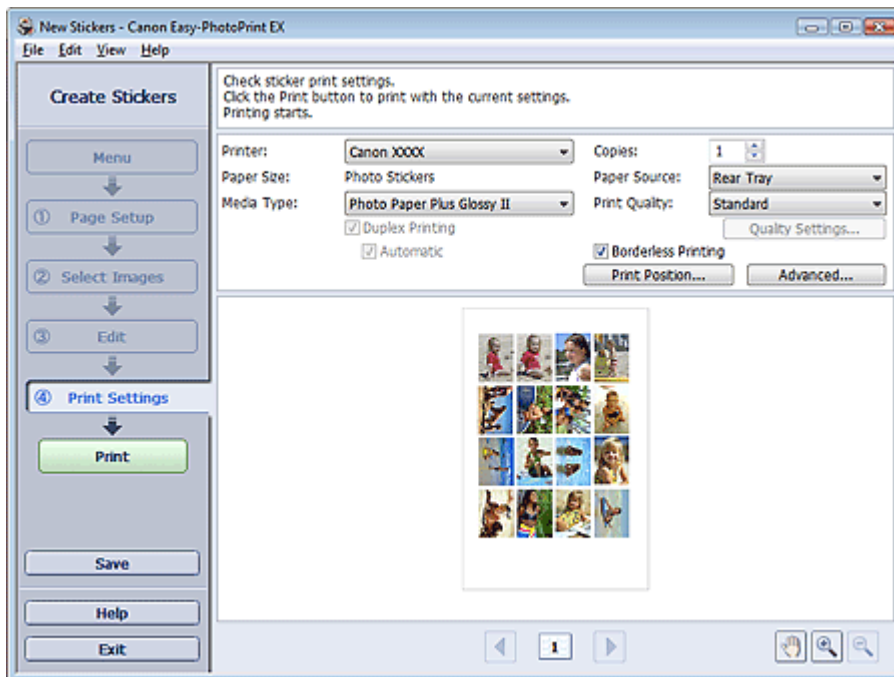 New Stickers - Canon Easy-PhotoPrint EX
File Edit View Help
Create Stickers
Menu
① Page Setup
② Select Images
③ Edit
④ Print Settings
Print
Save
Help
Exit
Check sticker print settings.
Click the Print button to print with the current settings.
Printing starts.
Printer: Canon XXXX Copies: 1
Paper Size: Photo Stickers Paper Source: Rear Tray
Media Type: Photo Paper Plus Glossy II Print Quality: Standard
Duplex Printing Quality Settings...
Automatic Borderless Printing
Print Position... Advanced...
1